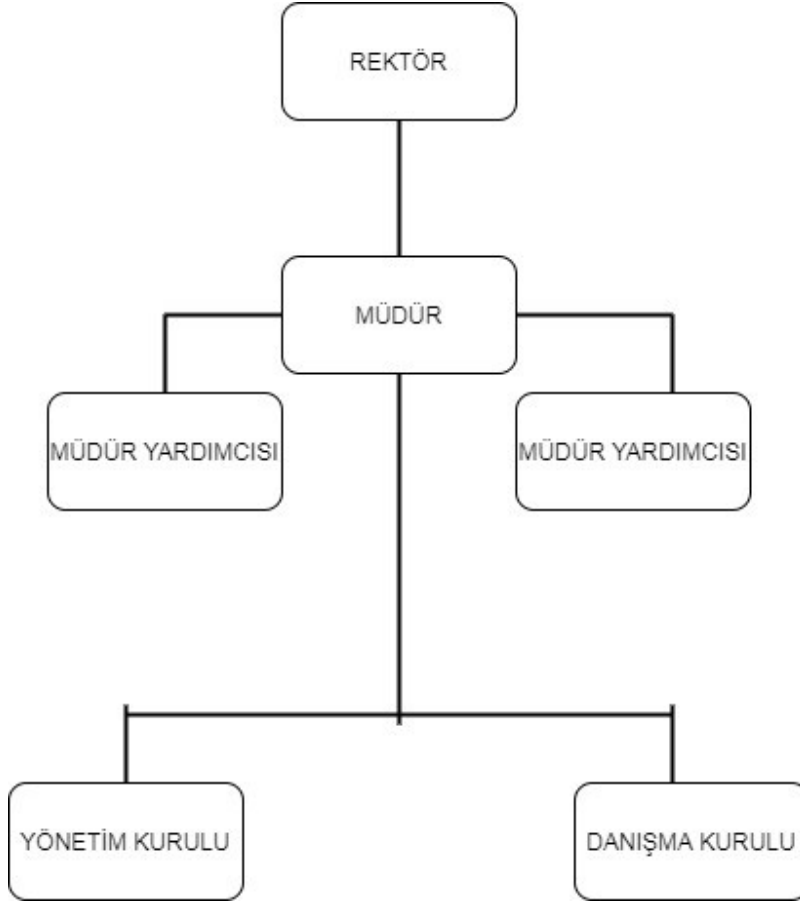 REKTÖR
MÜDÜR
MÜDÜR YARDIMCISI
MÜDÜR YARDIMCISI
YÖNETİM KURULU
DANIŞMA KURULU